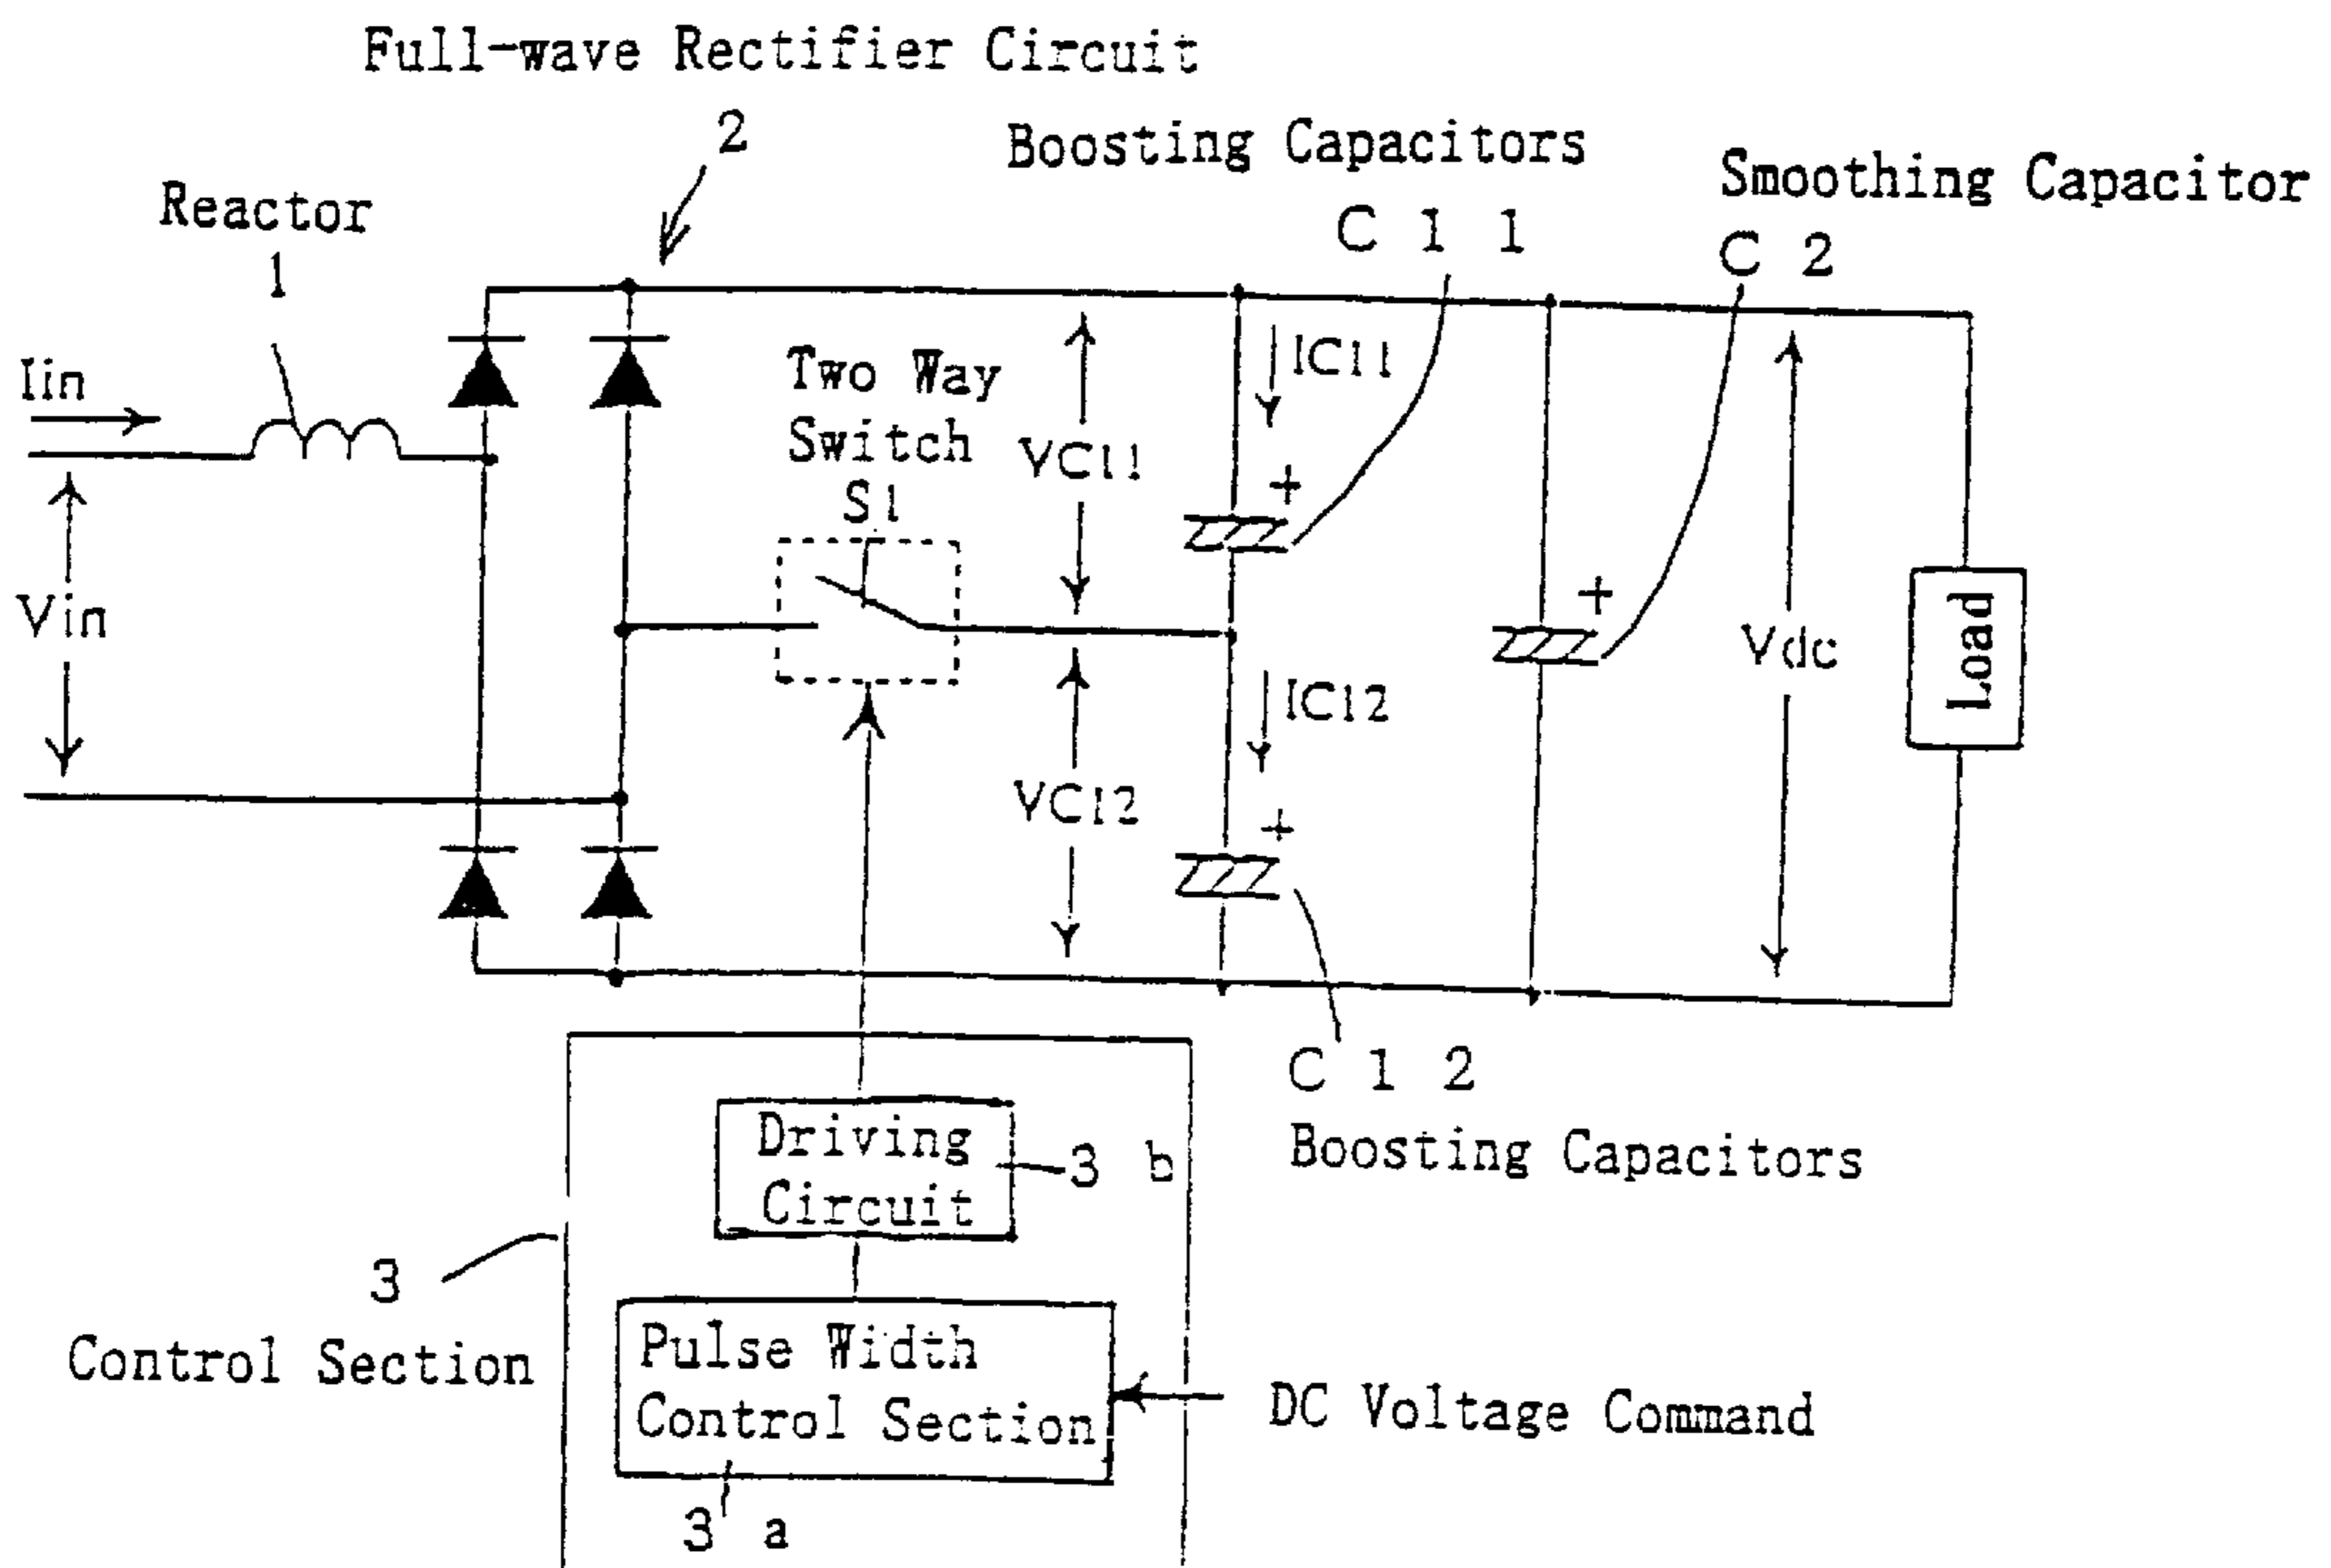 Full-wave Rectifier Circuit
2
Boosting Capacitors
C 1 1
Smoothing Capacitor
C 2
Reactor
1
Iin
Vin
Two Way
Switch
S1
VC11
IC11
+
+
Vdc
Load
VC12
IC12
+
C 1 2
Boosting Capacitors
Driving
Circuit
3 b
3
Control Section
Pulse Width
Control Section
3 a
DC Voltage Command